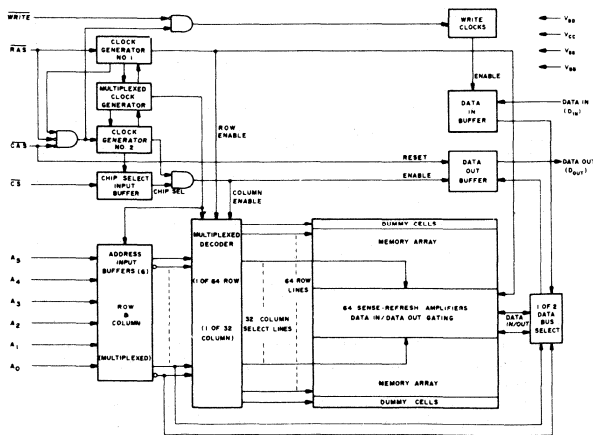 WRITE
RAS
CAS
CS
A5
A4
A3
A2
A1
A0
CLOCK
GENERATOR
NO 1
MULTIPLEXED
CLOCK
GENERATOR
CLOCK
GENERATOR
NO 2
CHIP SELECT
INPUT
BUFFER
CHIP SEL
ROW
ENABLE
COLUMN
ENABLE
RESET
ENABLE
WRITE
CLOCKS
ENABLE
DATA
IN
BUFFER
DATA
OUT
BUFFER
VDD
VCC
VSS
VBB
DATA IN
(DIN)
DATA OUT
(DOUT)
ADDRESS
INPUT
BUFFERS (6)
ROW
&
COLUMN
(MULTIPLEXED)
MULTIPLEXED
DECODER
(1 OF 64 ROW)
(1 OF 32
COLUMN)
64 ROW
LINES
32 COLUMN
SELECT LINES
DUMMY CELLS
MEMORY ARRAY
64 SENSE-REFRESH AMPLIFIERS
DATA IN/DATA OUT GATING
MEMORY ARRAY
DUMMY CELLS
DATA
IN/OUT
1 OF 2
DATA
BUS
SELECT